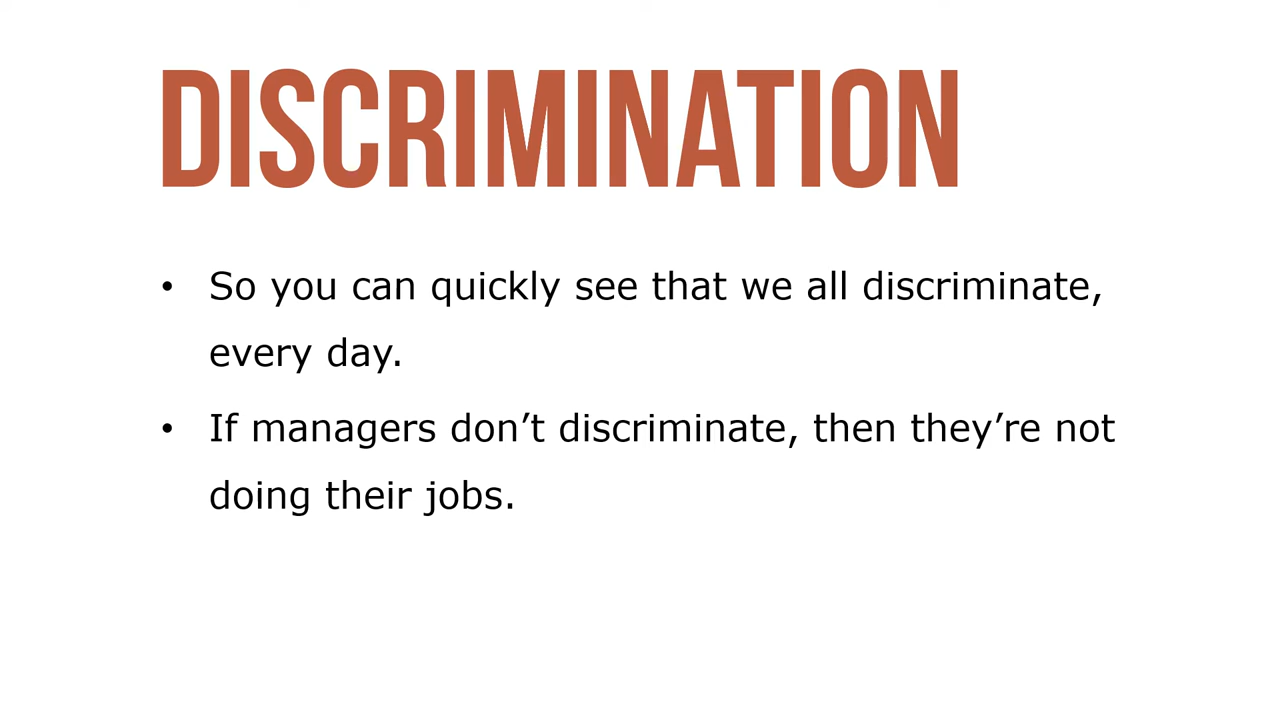 DISCRIMINATION
• So you can quickly see that we all discriminate,
every day.
• If managers don’t discriminate, then they’re not
doing their jobs.